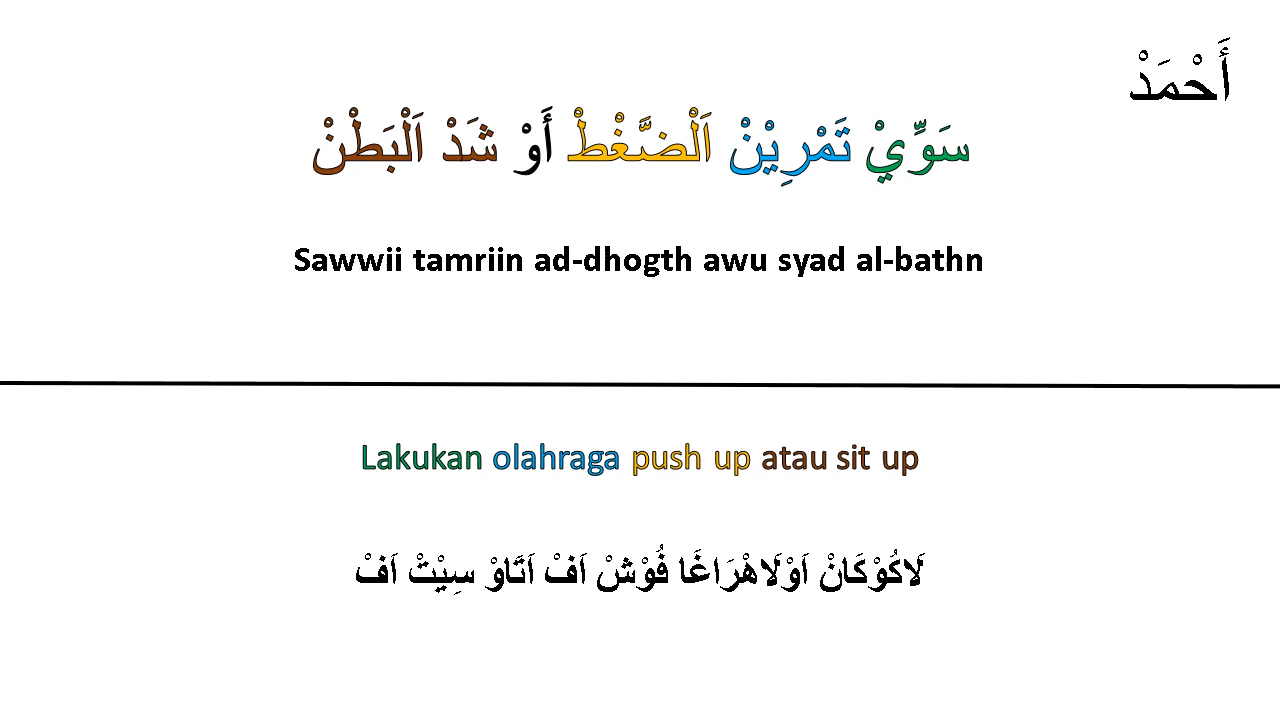 أَحْمَدْ
سَوِّيْ تَمْرِيْنْ اَلْضَّغْطْ أَوْ شَدْ اَلْبَطْنْ
Sawwii tamriin ad-dhogth awu syad al-bathn
Lakukan olahraga push up atau sit up
لَاكُوْكَانْ اَوْلَاهْرَاغَا فُوْشْ اَفْ اَتَاوْ سِيْتْ اَفْ